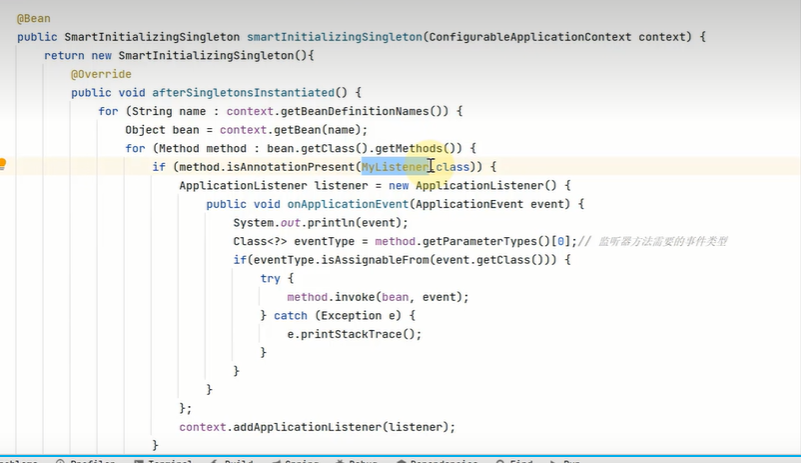 @Bean
public SmartInitializingSingleton smartInitializingSingleton(ConfigurableApplicationContext context) {
return new SmartInitializingSingleton(){
@Override
public void afterSingletonsInstantiated() {
for (String name : context.getBeanDefinitionNames()) {
Object bean = context.getBean(name);
for (Method method : bean.getClass().getMethods()) {
if (method.isAnnotationPresent(MyListener.class)) {
ApplicationListener listener = new ApplicationListener() {
public void onApplicationEvent(ApplicationEvent event) {
System.out.println(event);
Class<?> eventType = method.getParameterTypes()[0];// 监听器方法需要的事件类型
if(eventType.isAssignableFrom(event.getClass())) {
try {
method.invoke(bean, event);
} catch (Exception e) {
e.printStackTrace();
}
}
}
};
context.addApplicationListener(listener);
}